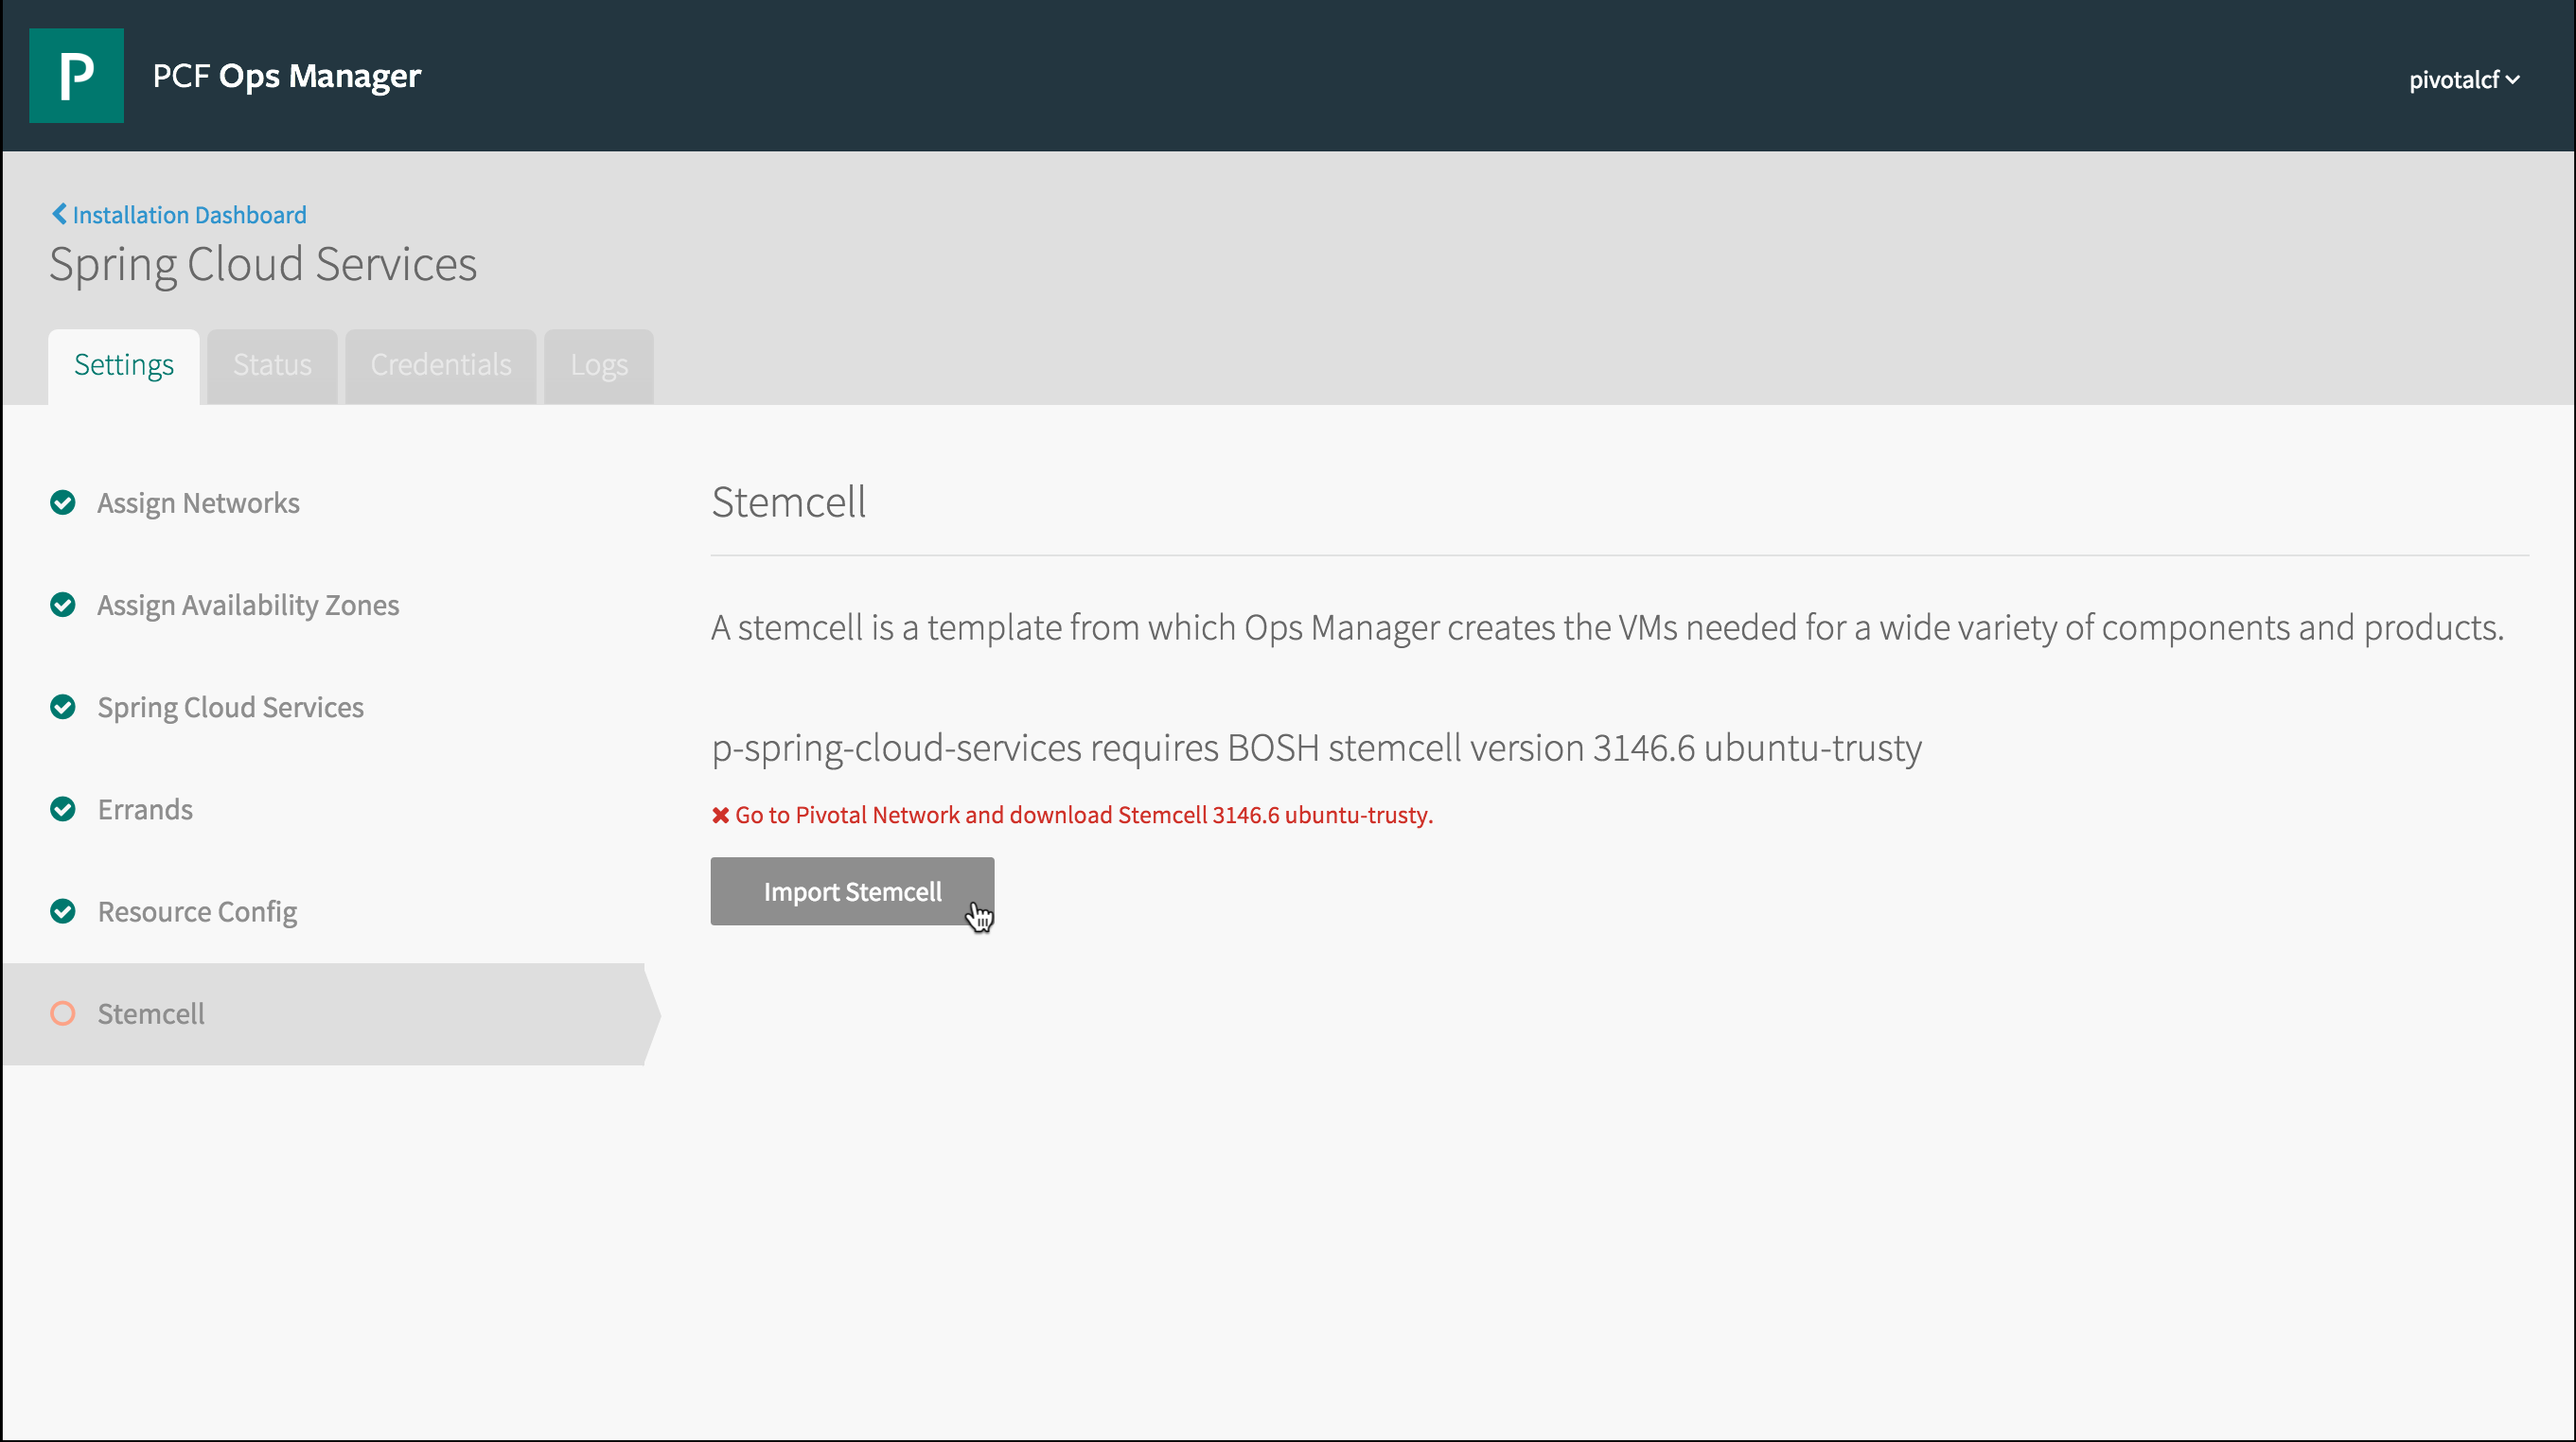 P
PCF Ops Manager
pivotalcf
Installation Dashboard
Spring Cloud Services
Settings
Status
Credentials
Logs
Assign Networks
Assign Availability Zones
Spring Cloud Services
Errands
Resource Config
Stemcell
Stemcell
A stemcell is a template from which Ops Manager creates the VMs needed for a wide variety of components and products.
p-spring-cloud-services requires BOSH stemcell version 3146.6 ubuntu-trusty
Go to Pivotal Network and download Stemcell 3146.6 ubuntu-trusty.
Import Stemcell